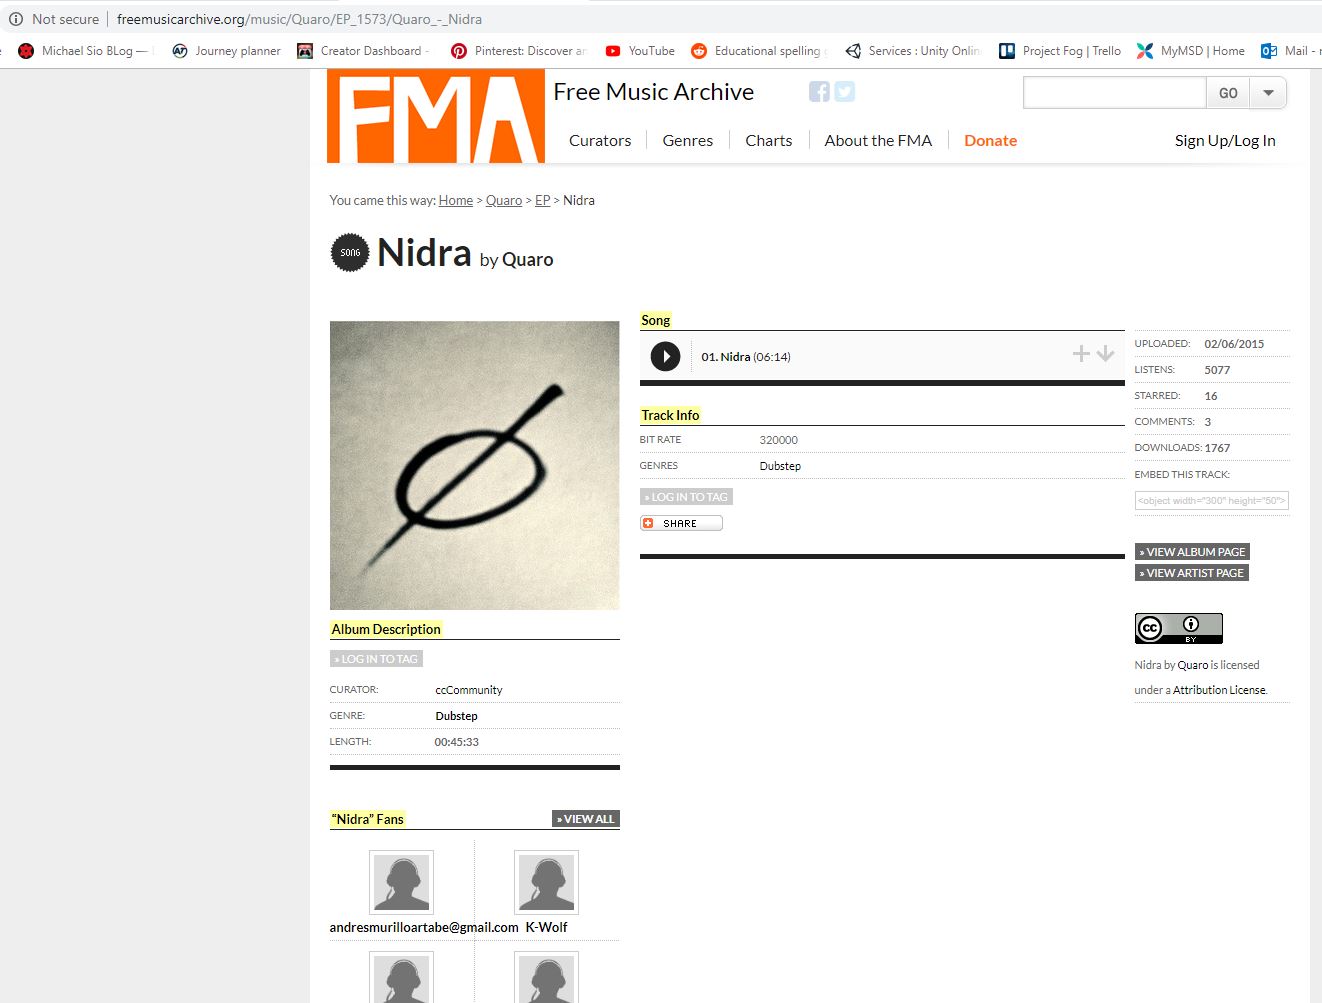 Not secure | freemusicarchive.org/music/Quaro/EP_1573/Quaro_-_Nidra
Michael Sio BLog — Journey planner Creator Dashboard - Pinterest: Discover YouTube Educational spelling Services : Unity Project Fog | Trello MyMSD | Home Mail -
FMA Free Music Archive GO
Curators Genres Charts About the FMA Donate Sign Up/Log In
You came this way: Home > Quaro > EP > Nidra
SONG Nidra by Quaro
Song
01. Nidra (06:14)
Track Info
BIT RATE 320000
GENRES Dubstep
» LOG IN TO TAG
SHARE
UPLOADED: 02/06/2015
LISTENS: 5077
STARRED: 16
COMMENTS: 3
DOWNLOADS: 1767
EMBED THIS TRACK:
<object width="300" height="50">
» VIEW ALBUM PAGE
» VIEW ARTIST PAGE
cc BY
Nidra by Quaro is licensed
under a Attribution License.
Album Description
» LOG IN TO TAG
CURATOR: ccCommunity
GENRE: Dubstep
LENGTH: 00:45:33
“Nidra” Fans » VIEW ALL
andresmurilloartabe@gmail.com K-Wolf